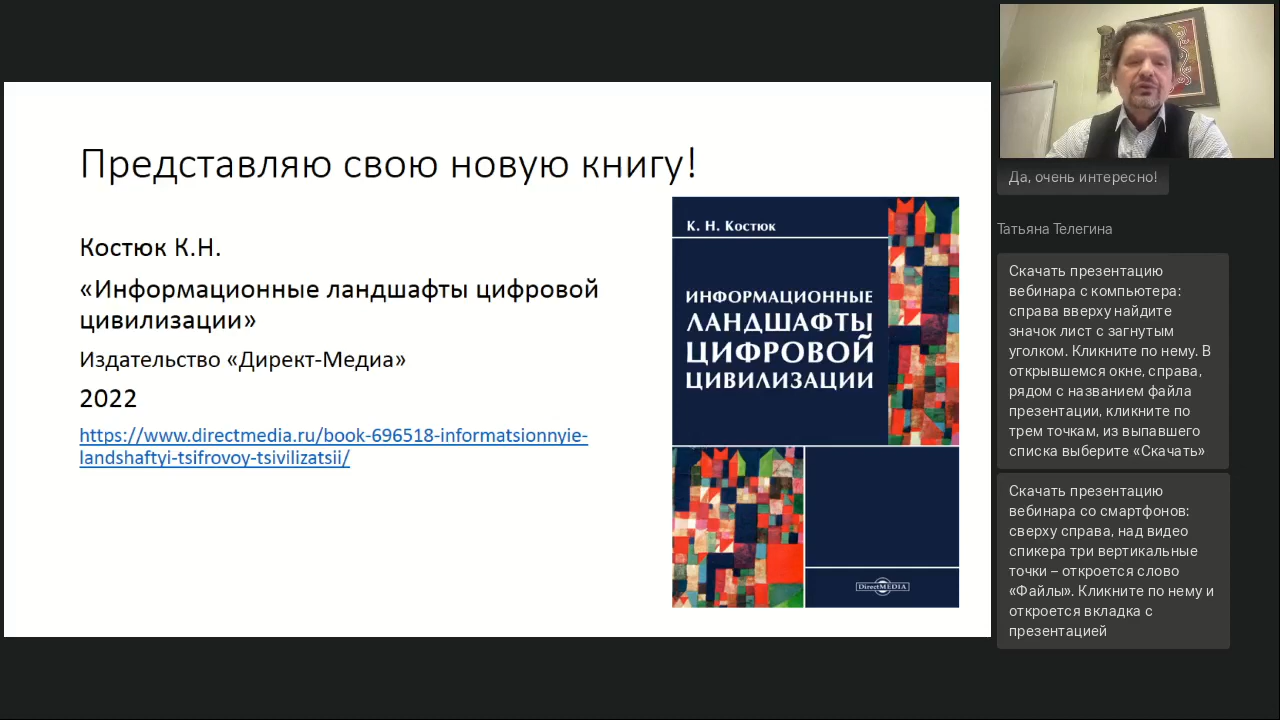 Представляю свою новую книгу!
Костюк К.Н.
«Информационные ландшафты цифровой
цивилизации»
Издательство «Директ-Медиа»
2022
https://www.directmedia.ru/book-696518-informatsionnyie-
landshaftyi-tsifrovoy-tsivilizatsii/
К. Н. Костюк
ИНФОРМАЦИОННЫЕ
ЛАНДШАФТЫ
ЦИФРОВОЙ
ЦИВИЛИЗАЦИИ
DirectMEDIA
Да, очень интересно!
Татьяна Телегина
Скачать презентацию
вебинара с компьютера:
справа вверху найдите
значок лист с загнутым
уголком. Кликните по нему. В
открывшемся окне, справа,
рядом с названием файла
презентации, кликните по
трем точкам, из выпавшего
списка выберите «Скачать»
Скачать презентацию
вебинара со смартфонов:
сверху справа, над видео
спикера три вертикальные
точки – откроется слово
«Файлы». Кликните по нему и
откроется вкладка с
презентацией